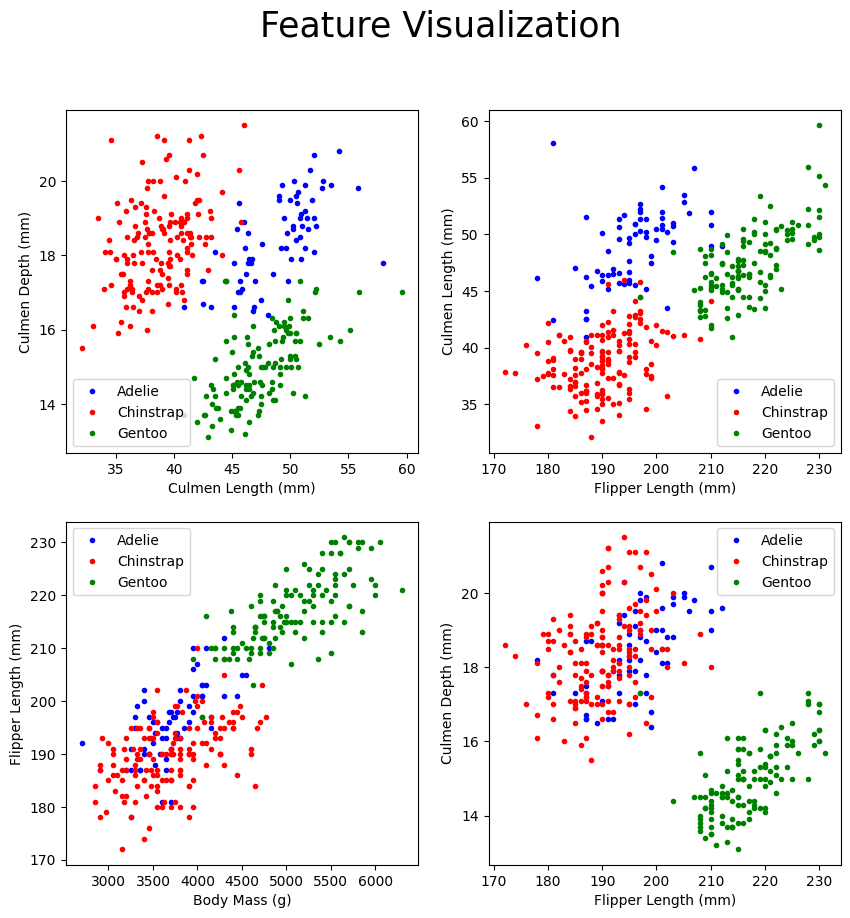 Feature Visualization
Culmen Depth (mm)
20
18
16
14
Adelie
Chinstrap
Gentoo
35 40 45 50 55 60
Culmen Length (mm)
Culmen Length (mm)
60
55
50
45
40
35
Adelie
Chinstrap
Gentoo
170 180 190 200 210 220 230
Flipper Length (mm)
Flipper Length (mm)
230
220
210
200
190
180
170
Adelie
Chinstrap
Gentoo
3000 3500 4000 4500 5000 5500 6000
Body Mass (g)
Culmen Depth (mm)
20
18
16
14
Adelie
Chinstrap
Gentoo
170 180 190 200 210 220 230
Flipper Length (mm)